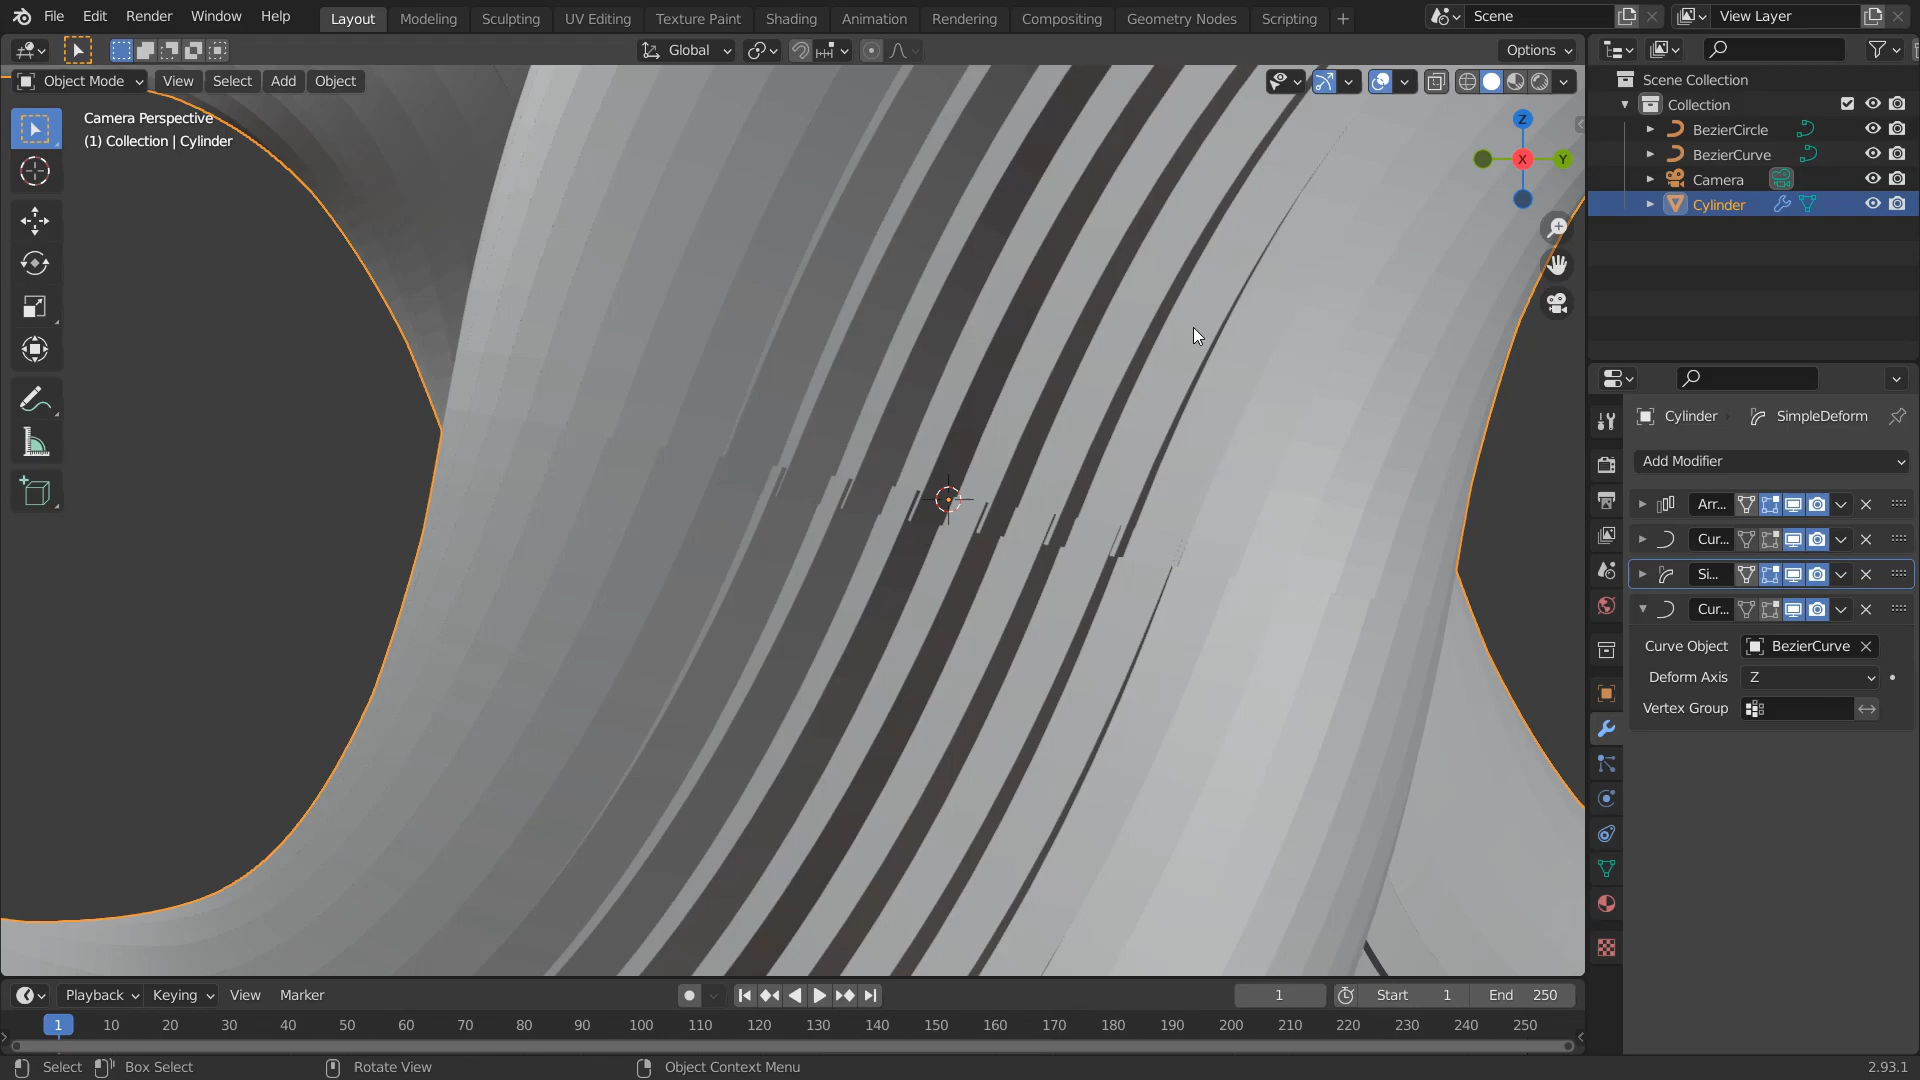 File Edit Render Window Help Layout Modeling Sculpting UV Editing Texture Paint Shading Animation Rendering Compositing Geometry Nodes Scripting Scene View Layer
Global Options
Object Mode View Select Add Object
Camera Perspective
(1) Collection | Cylinder
Z
X
Y
Scene Collection
Collection
BezierCircle
BezierCurve
Camera
Cylinder
Cylinder SimpleDeform
Add Modifier
Arr...
Cur...
Si...
Cur...
Curve Object BezierCurve
Deform Axis Z
Vertex Group
Playback Keying View Marker 1 Start 1 End 250
1 10 20 30 40 50 60 70 80 90 100 110 120 130 140 150 160 170 180 190 200 210 220 230 240 250
Select Box Select Rotate View Object Context Menu 2.93.1